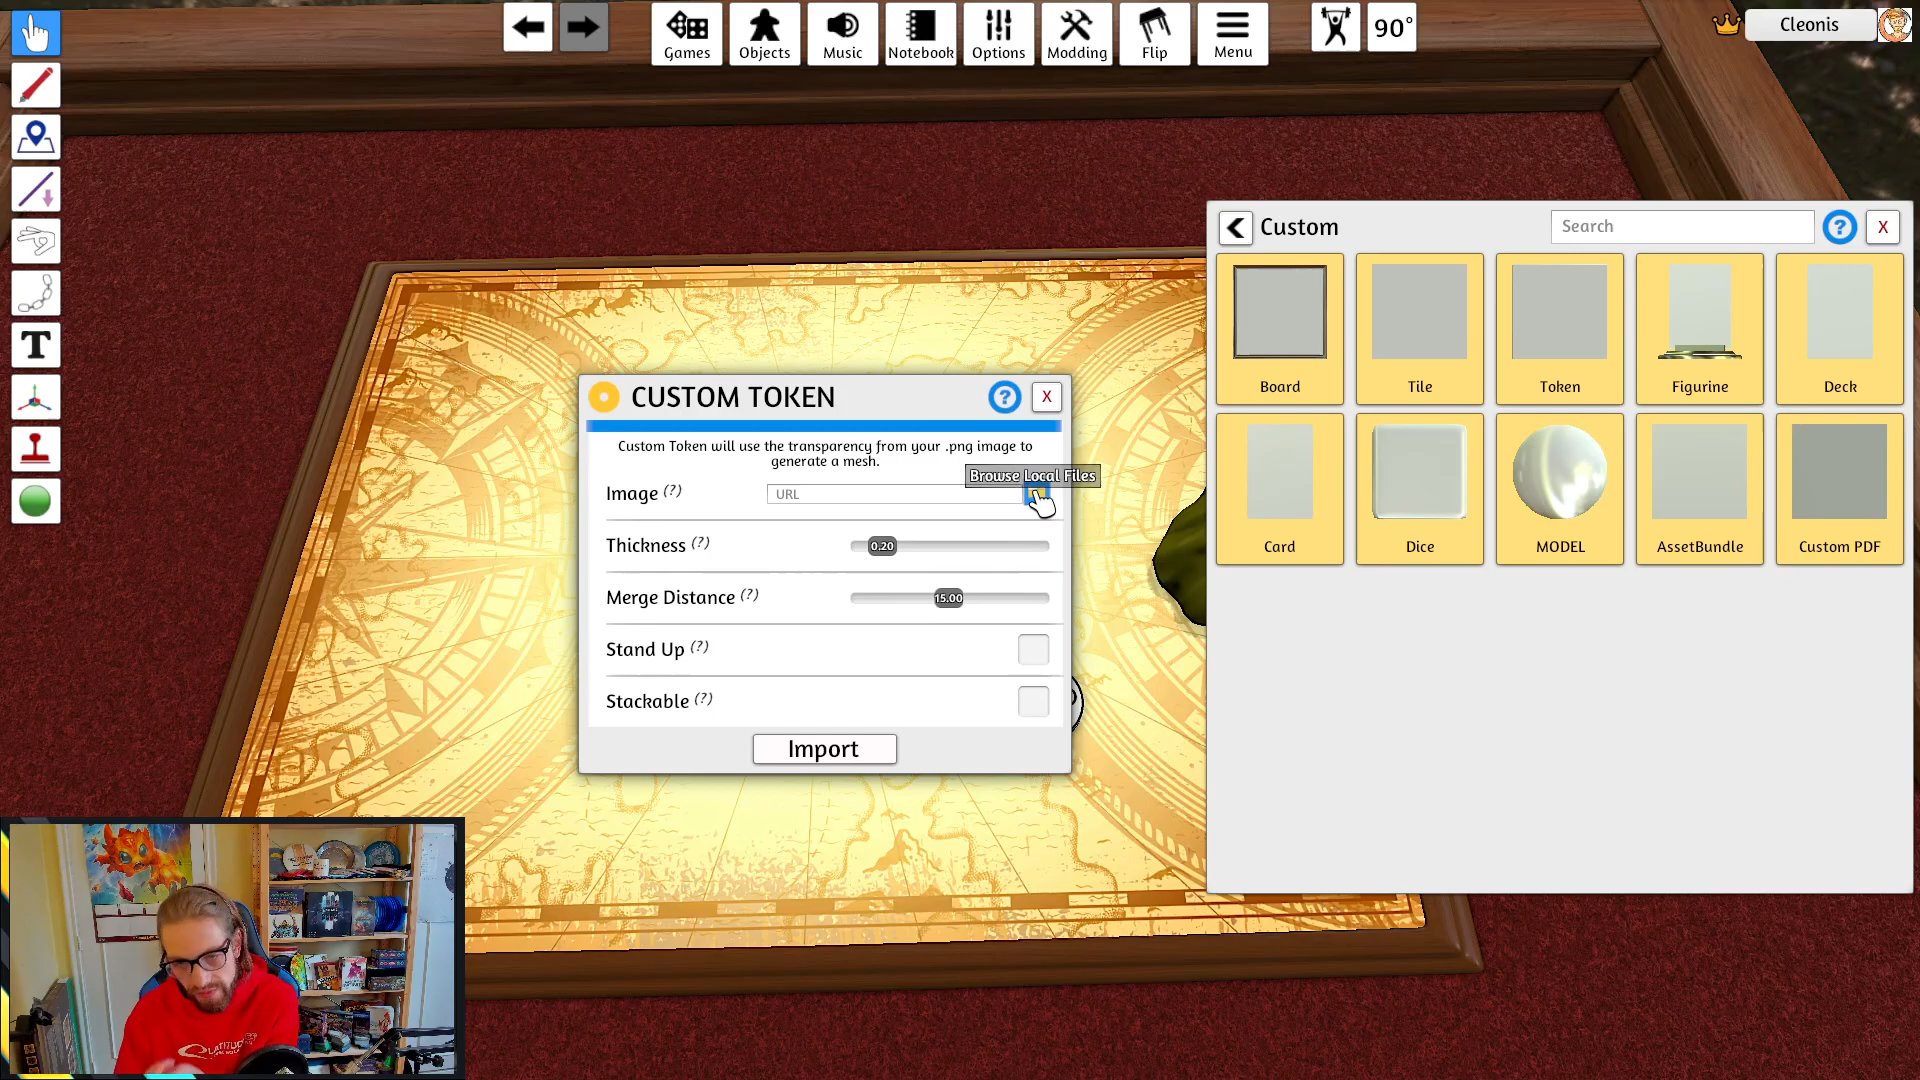 Games
Objects
Music
Notebook
Options
Modding
Flip
Menu
90°
Cleonis
T
Custom
Search
?
X
Board
Tile
Token
Figurine
Deck
Card
Dice
MODEL
AssetBundle
Custom PDF
CUSTOM TOKEN
?
X
Custom Token will use the transparency from your .png image to
generate a mesh.
Browse Local Files
Image (?)
URL
Thickness (?)
0.20
Merge Distance (?)
15.00
Stand Up (?)
Stackable (?)
Import
LATITUDE